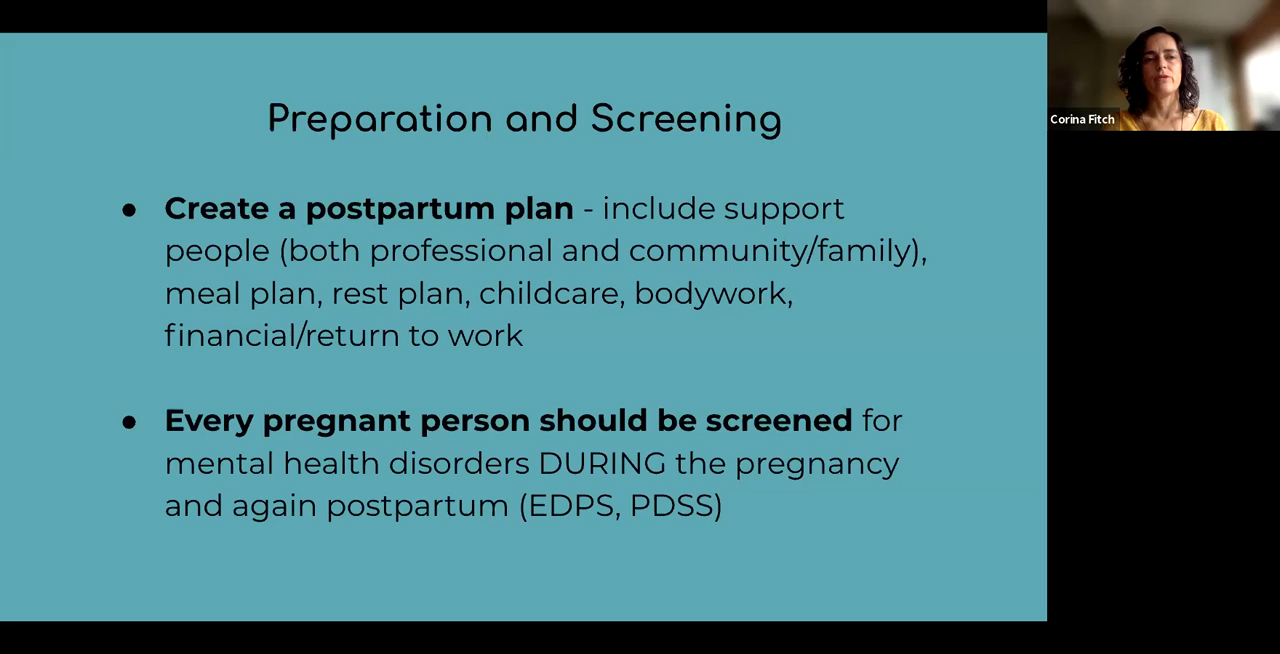 Preparation and Screening
● Create a postpartum plan - include support
people (both professional and community/family),
meal plan, rest plan, childcare, bodywork,
financial/return to work
● Every pregnant person should be screened for
mental health disorders DURING the pregnancy
and again postpartum (EDPS, PDSS)
Corina Fitch